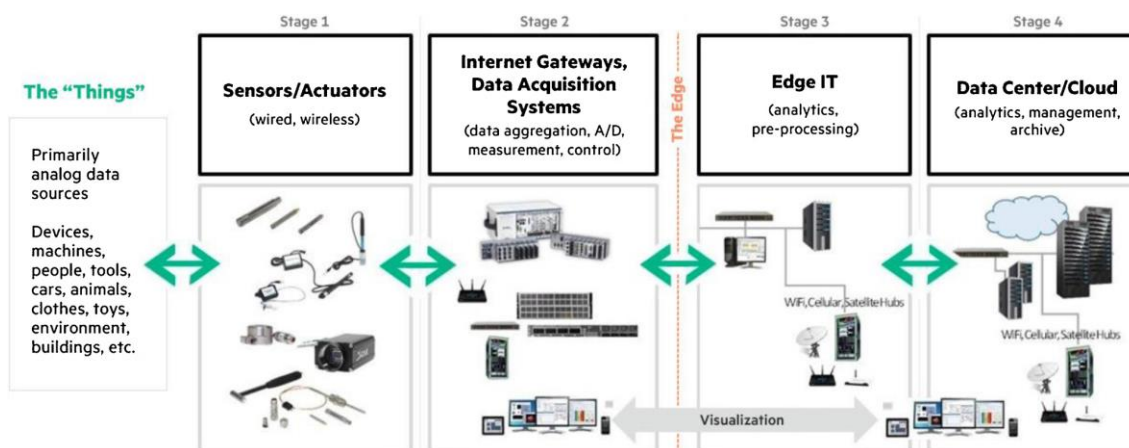 Stage 1
Stage 2
Stage 3
Stage 4
The "Things"
Primarily
analog data
sources
Devices,
machines,
people, tools,
cars, animals,
clothes, toys,
environment,
buildings, etc.
Sensors/Actuators
(wired, wireless)
Internet Gateways,
Data Acquisition
Systems
(data aggregation, A/D,
measurement, control)
The Edge
Edge IT
(analytics,
pre-processing)
Data Center/Cloud
(analytics, management,
archive)
WiFi, Cellular, Satellite Hubs
WiFi, Cellular, Satellite Hubs
Visualization